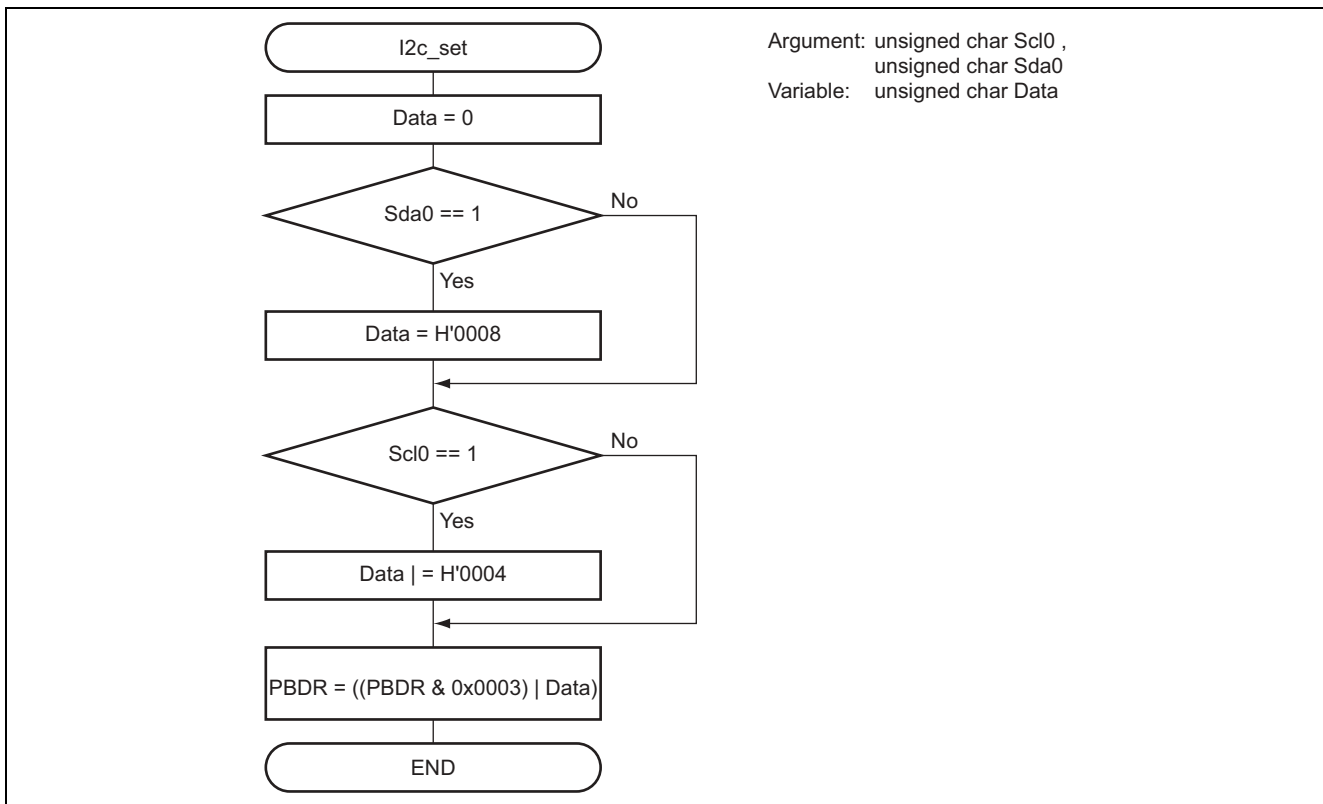 I2c_set
Argument: unsigned char Scl0 ,
unsigned char Sda0
Variable: unsigned char Data
Data = 0
Sda0 == 1
No
Yes
Data = H'0008
Scl0 == 1
No
Yes
Data | = H'0004
PBDR = ((PBDR & 0x0003) | Data)
END